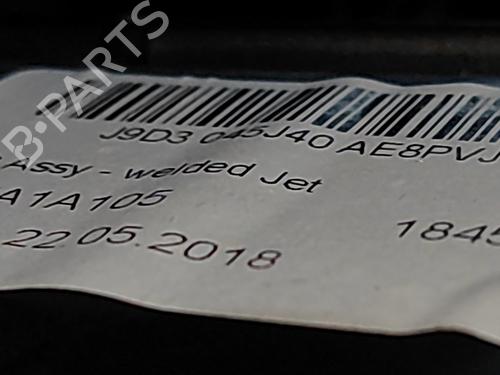 B-PARTS
J9D3 045J40 AE8PVJ
Assy - welded Jet
A1A105
22.05.2018
1845